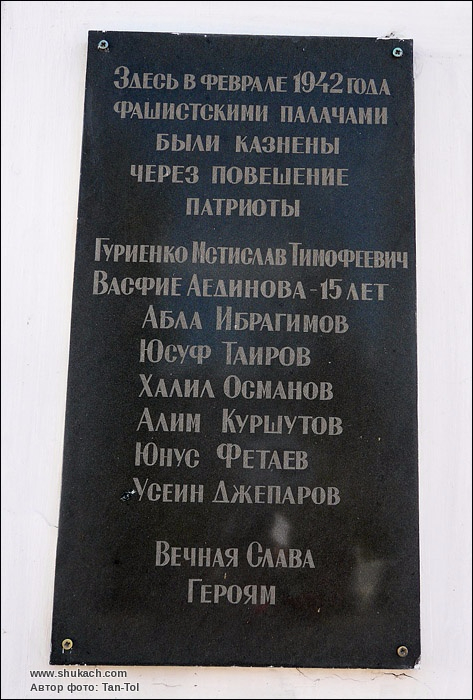 Здесь в феврале 1942 года
фашистскими палачами
были казнены
через повешение
патриоты
Гуриенко Мстислав Тимофеевич
Васфие Аединова - 15 лет
Абла Ибрагимов
Юсуф Таиров
Халил Османов
Алим Куршутов
Юнус Фетаев
Усеин Джепаров
Вечная Слава
Героям
www.shukach.com
Автор фото: Tan-Tol